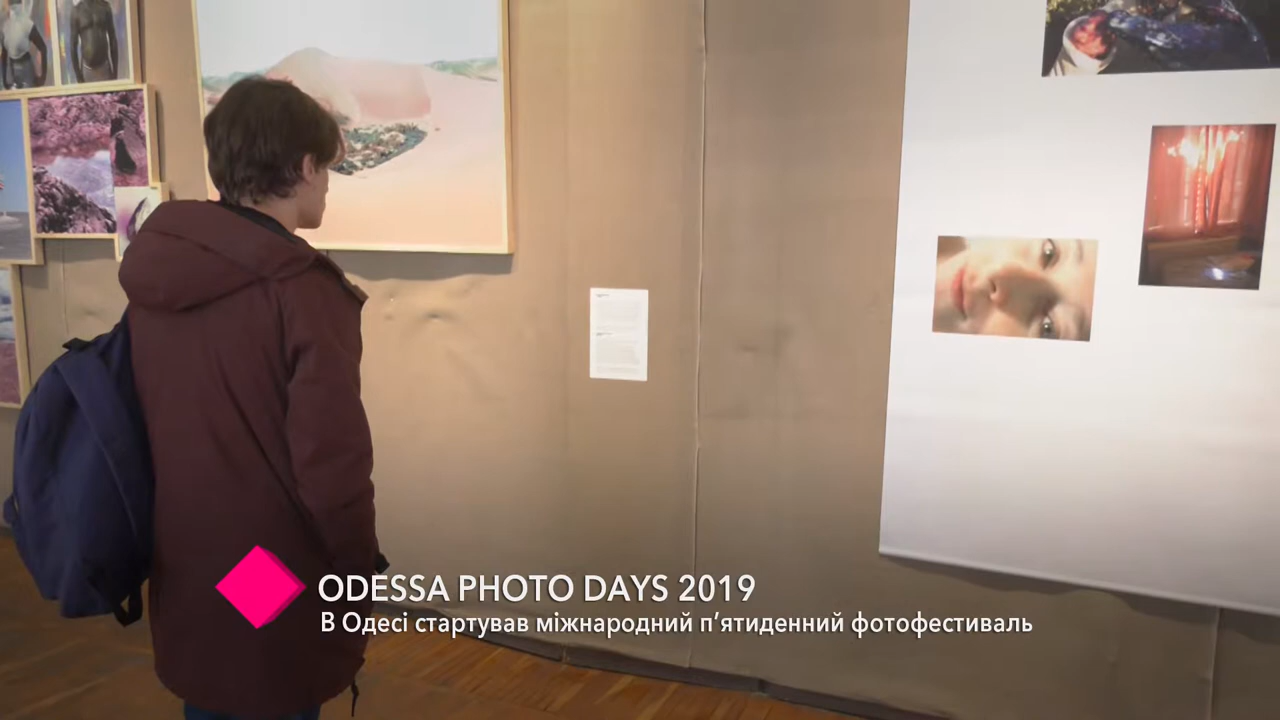 ODESSA PHOTO DAYS 2019
В Одесі стартував міжнародний п'ятиденний фотофестиваль